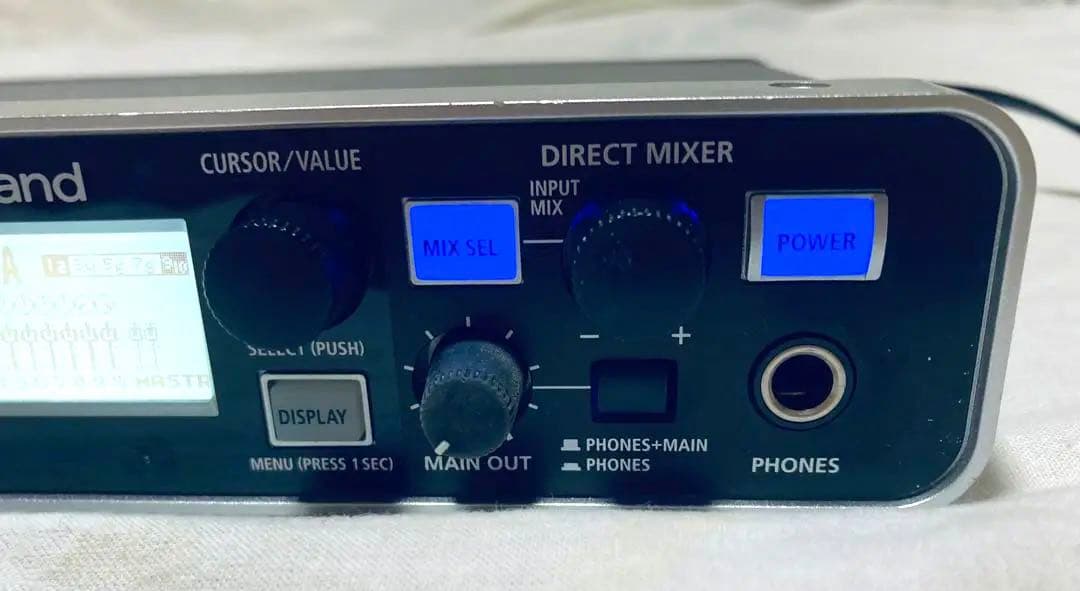 and
CURSOR/VALUE
DIRECT MIXER
INPUT
MIX
MIX SEL
POWER
A
SELECT (PUSH)
- +
DISPLAY
MENU (PRESS 1 SEC)
MAIN OUT
PHONES+MAIN
PHONES
PHONES
MASTR